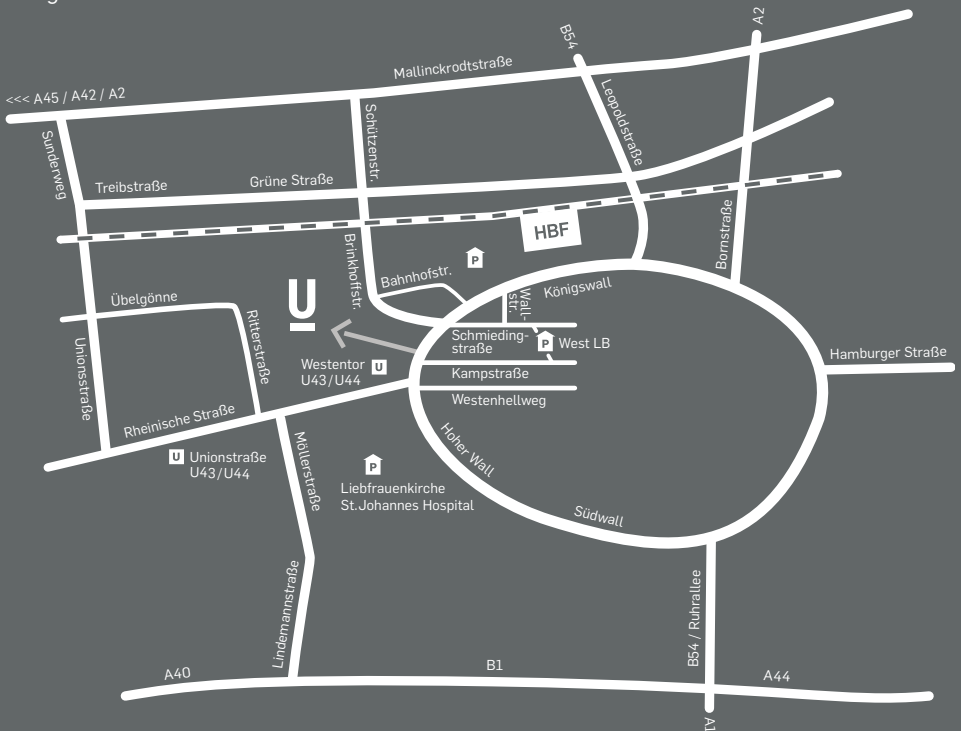 A2
B54
Mallinckrodtstraße
<<< A45 / A42 / A2
Leopoldstraße
Schützenstr.
Sunderweg
Treibstraße
Grüne Straße
Bornstraße
HBF
Brinkhoffstr.
P
Bahnhofstr.
Königswall
Wall-
str.
U
Übelgönne
Ritterstraße
Schmieding-
straße
P West LB
Hamburger Straße
Unionsstraße
Westentor U
U43/U44
Kampstraße
Westenhellweg
Rheinische Straße
Hoher Wall
Möllerstraße
U Unionstraße
U43/U44
P
Liebfrauenkirche
St.Johannes Hospital
Südwall
Lindemannstraße
B54 / Ruhrallee
A40
B1
A44
A1